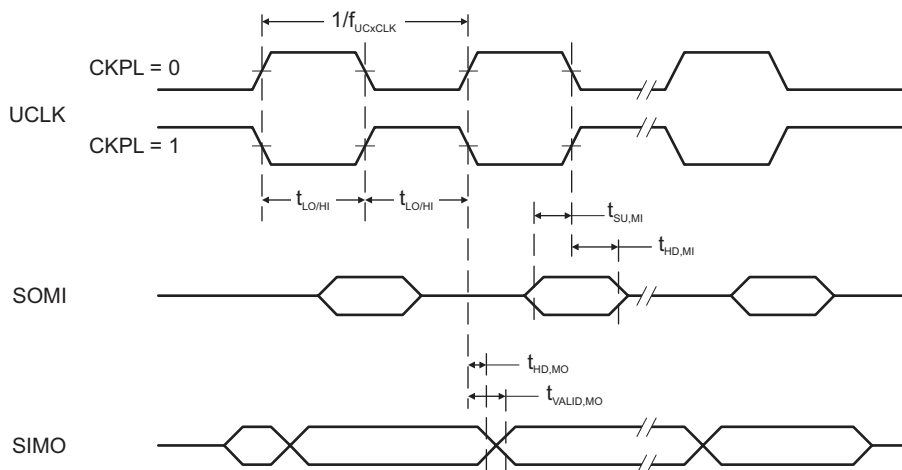 1/fUCxCLK
CKPL = 0
UCLK
CKPL = 1
tLO/HI tLO/HI
tSU,MI
tHD,MI
SOMI
tHD,MO
tVALID,MO
SIMO